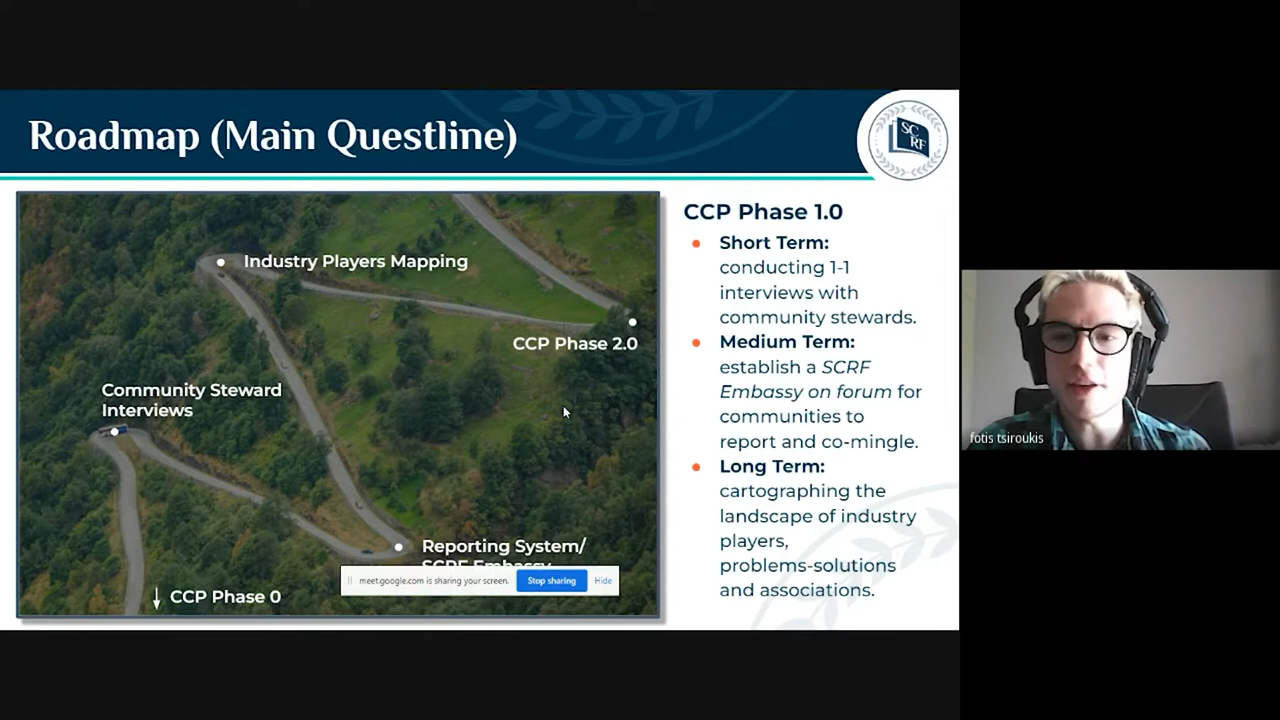 Roadmap (Main Questline)
SC
RF
Industry Players Mapping
CCP Phase 2.0
Community Steward
Interviews
Reporting System/
SCRF Embassy
meet.google.com is sharing your screen.
Stop sharing
Hide
CCP Phase 0
CCP Phase 1.0
Short Term:
conducting 1-1
interviews with
community stewards.
Medium Term:
establish a SCRF
Embassy on forum for
communities to
report and co-mingle.
Long Term:
cartographing the
landscape of industry
players,
problems-solutions
and associations.
fotis tsiroukis